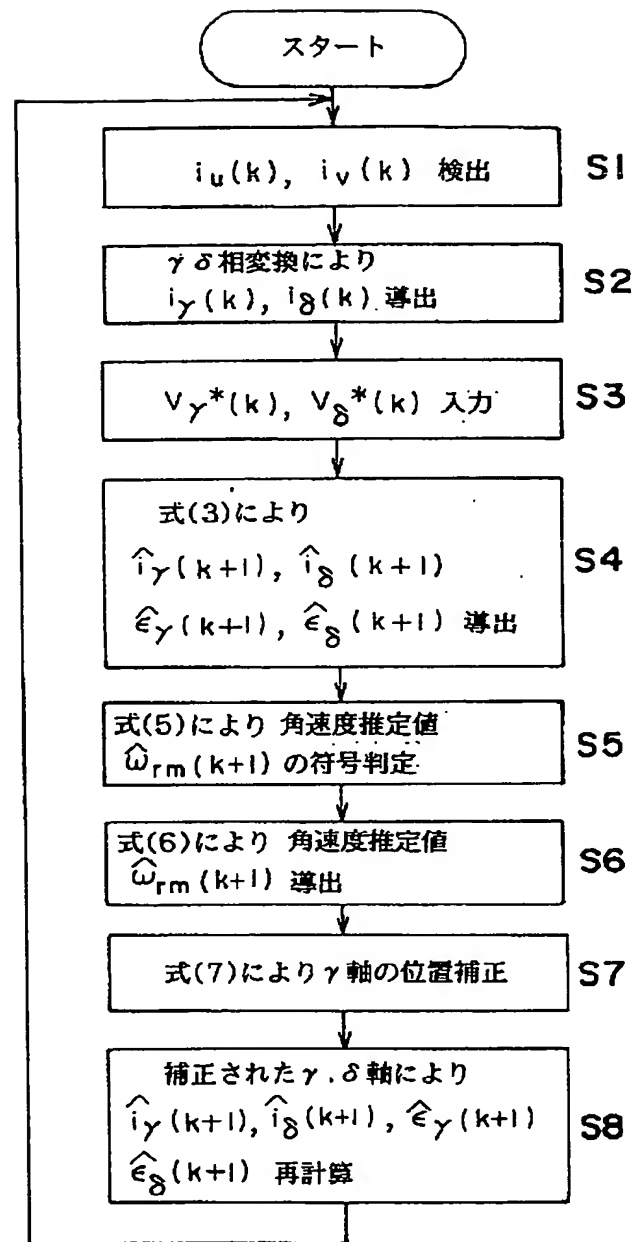 スタート
iu(k), iv(k) 検出
S1
γδ相変換により
iγ(k), iδ(k) 導出
S2
Vγ*(k), Vδ*(k) 入力
S3
式(3)により
îγ(k+1), îδ(k+1)
ε̂γ(k+1), ε̂δ(k+1) 導出
S4
式(5)により 角速度推定値
ω̂rm(k+1)の符号判定
S5
式(6)により 角速度推定値
ω̂rm(k+1) 導出
S6
式(7)によりγ軸の位置補正
S7
補正されたγ.δ軸により
îγ(k+1), îδ(k+1), ε̂γ(k+1)
ε̂δ(k+1) 再計算
S8